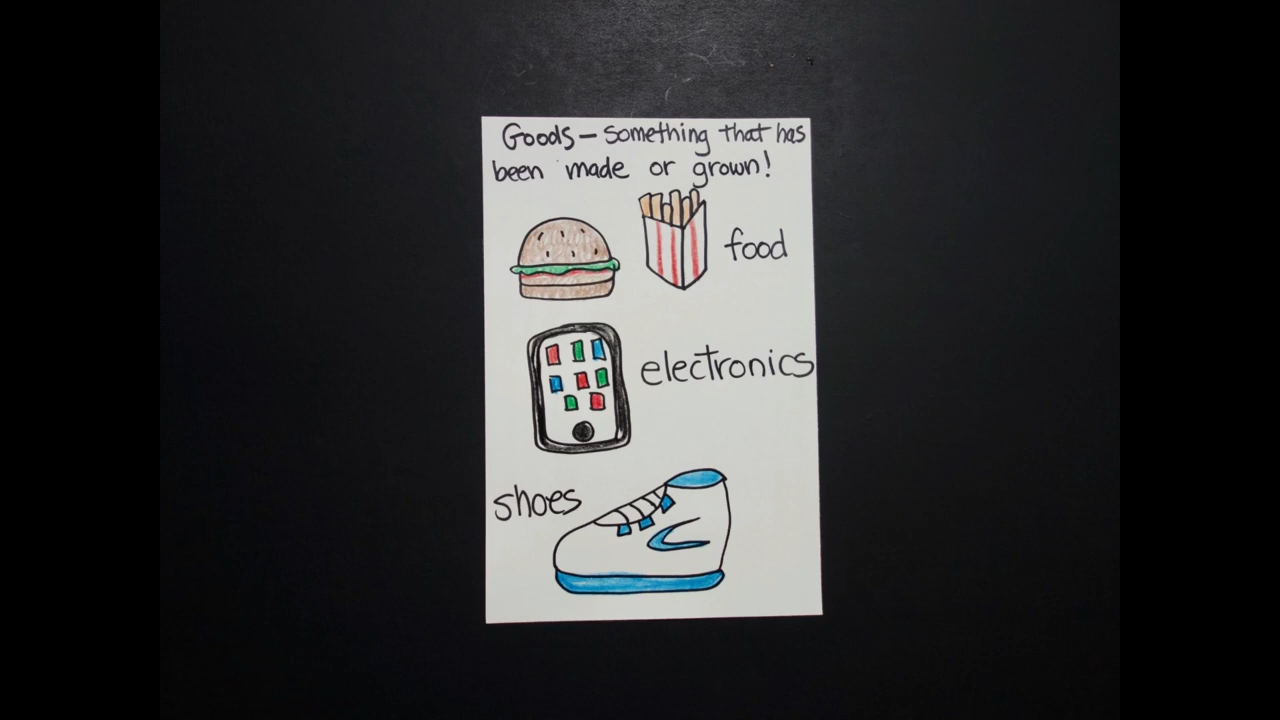 Goods – something that has
been made or grown!
food
electronics
shoes